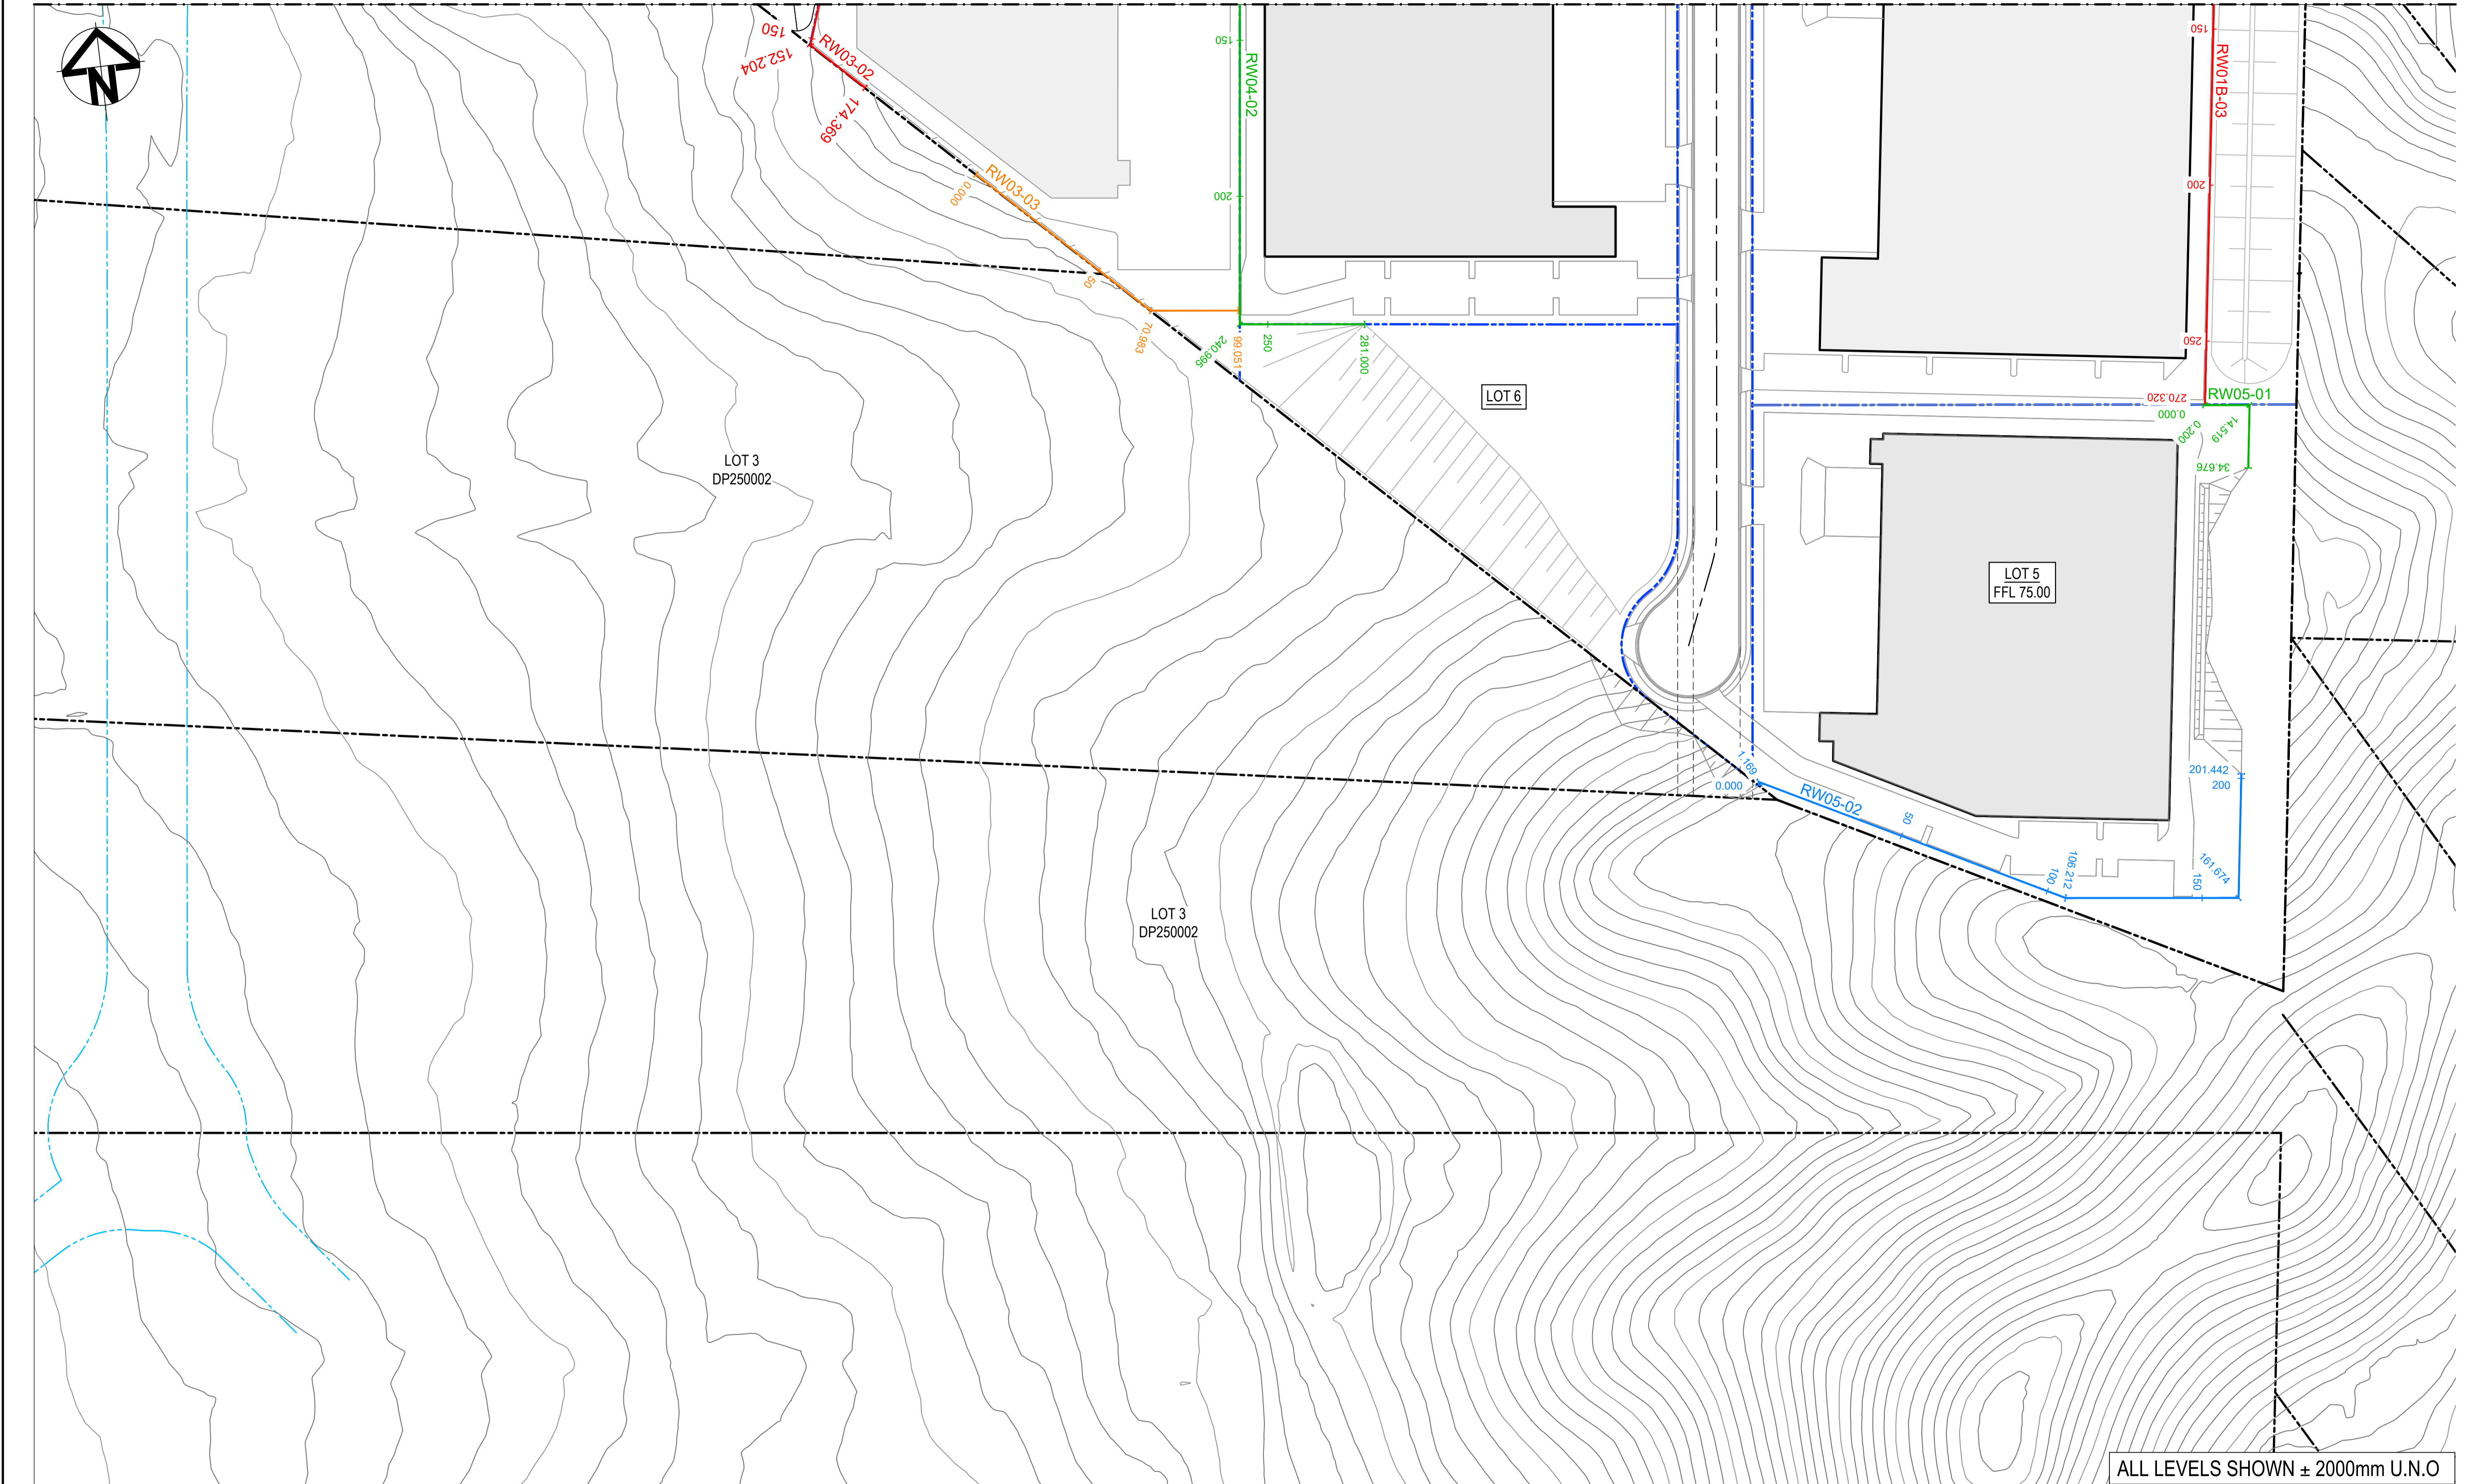 N
150
152.204
RW03-02
174.369
150
RW04-02
200
150
RW01B-03
200
RW03-03
0.000
50
70.983
240.995
99.051
250
281.000
250
LOT 6
270.320
RW05-01
0.000
0.200
14.519
34.676
LOT 3
DP250002
LOT 5
FFL 75.00
1.169
0.000
RW05-02
50
201.442
200
100
106.212
150
161.674
LOT 3
DP250002
ALL LEVELS SHOWN ± 2000mm U.N.O